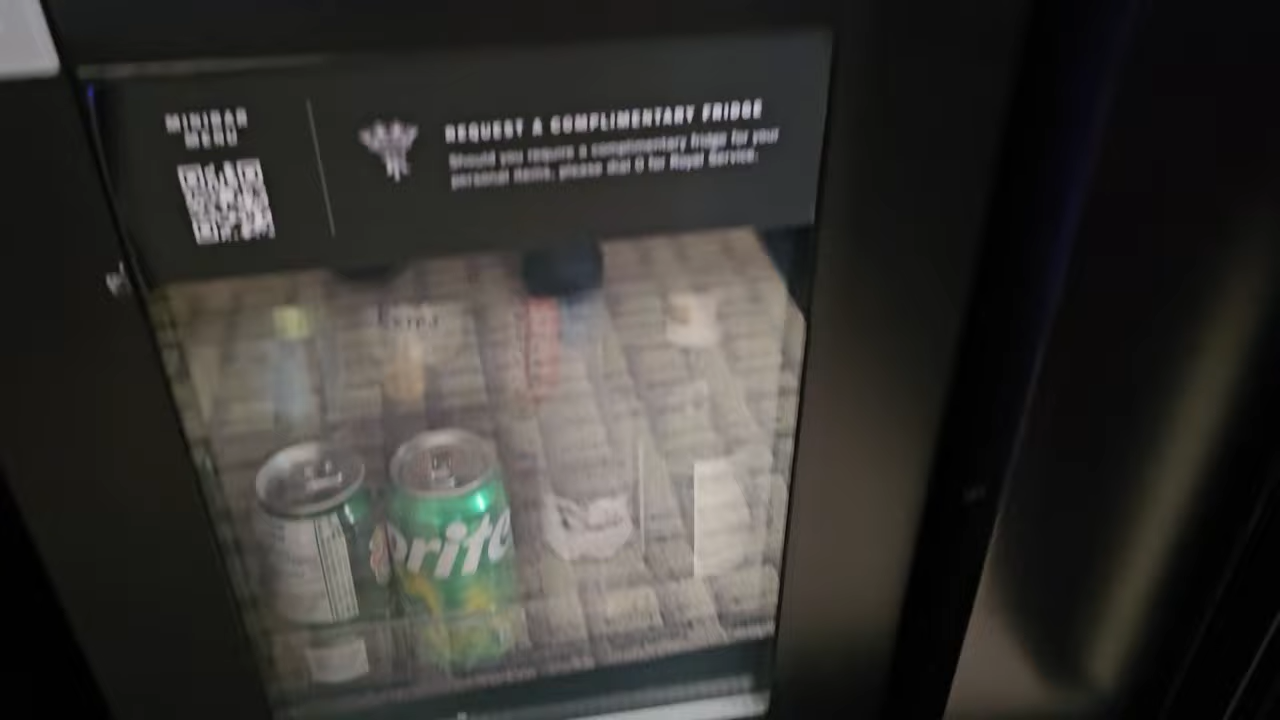 MINIBAR
MENU
REQUEST A COMPLIMENTARY FRIDGE
Should you require a complimentary fridge for your
personal items, please dial 0 for Royal Service.
Sprite